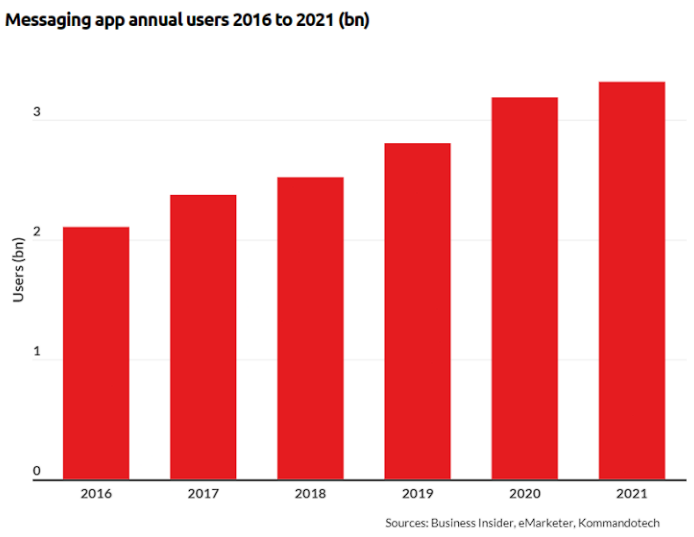 Messaging app annual users 2016 to 2021 (bn)
3
2
1
0
Users (bn)
2016 2017 2018 2019 2020 2021
Sources: Business Insider, eMarketer, Kommandotech